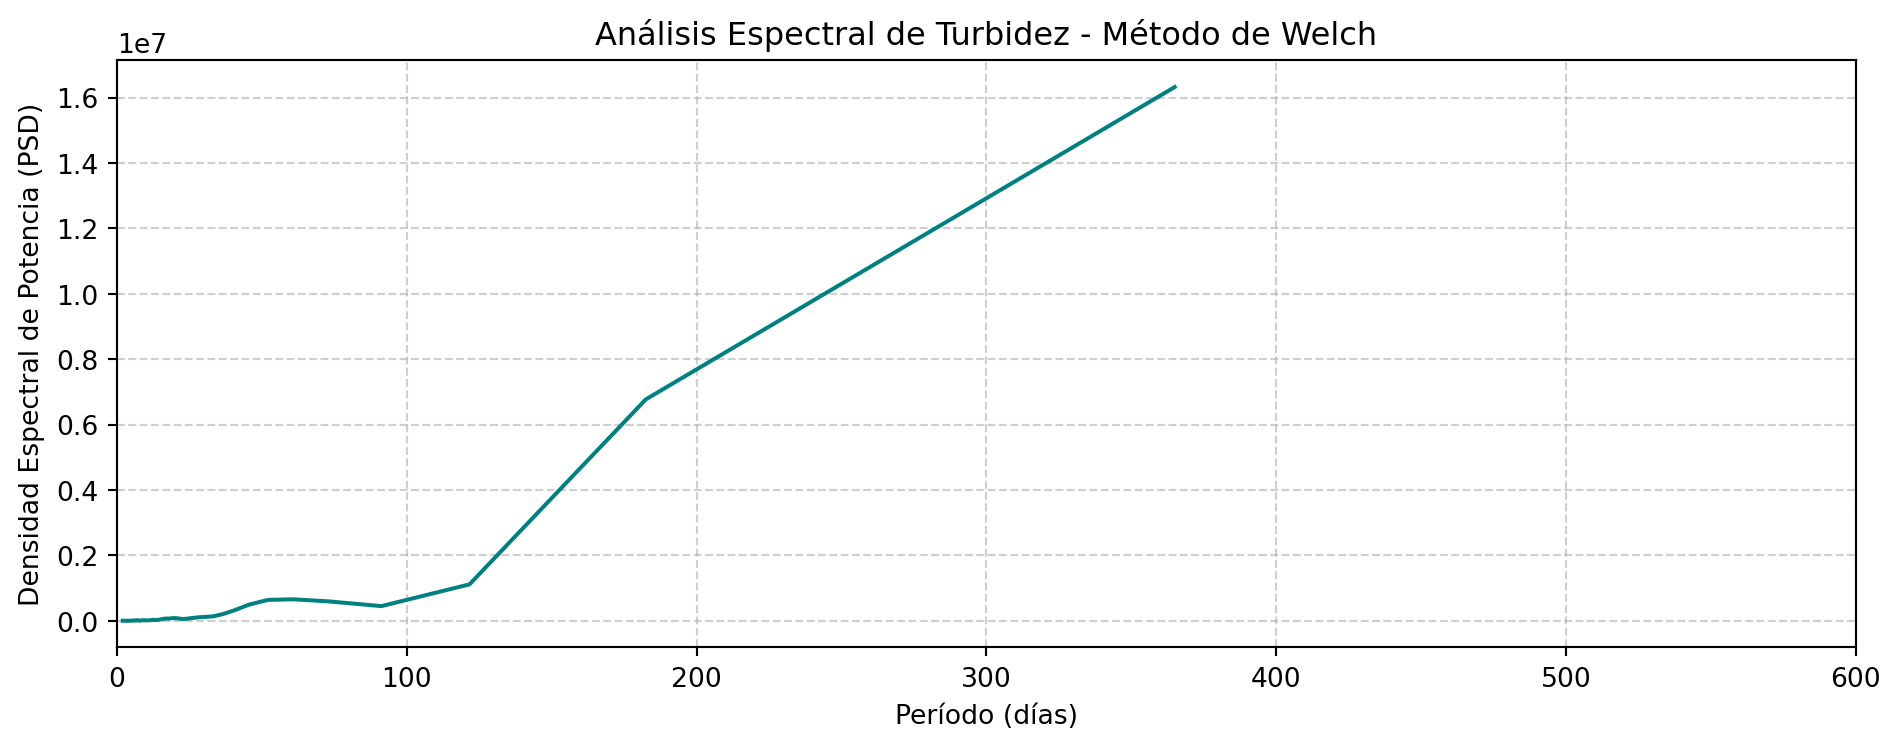 Análisis Espectral de Turbidez - Método de Welch
1e7
Densidad Espectral de Potencia (PSD)
1.6
1.4
1.2
1.0
0.8
0.6
0.4
0.2
0.0
0 100 200 300 400 500 600
Período (días)